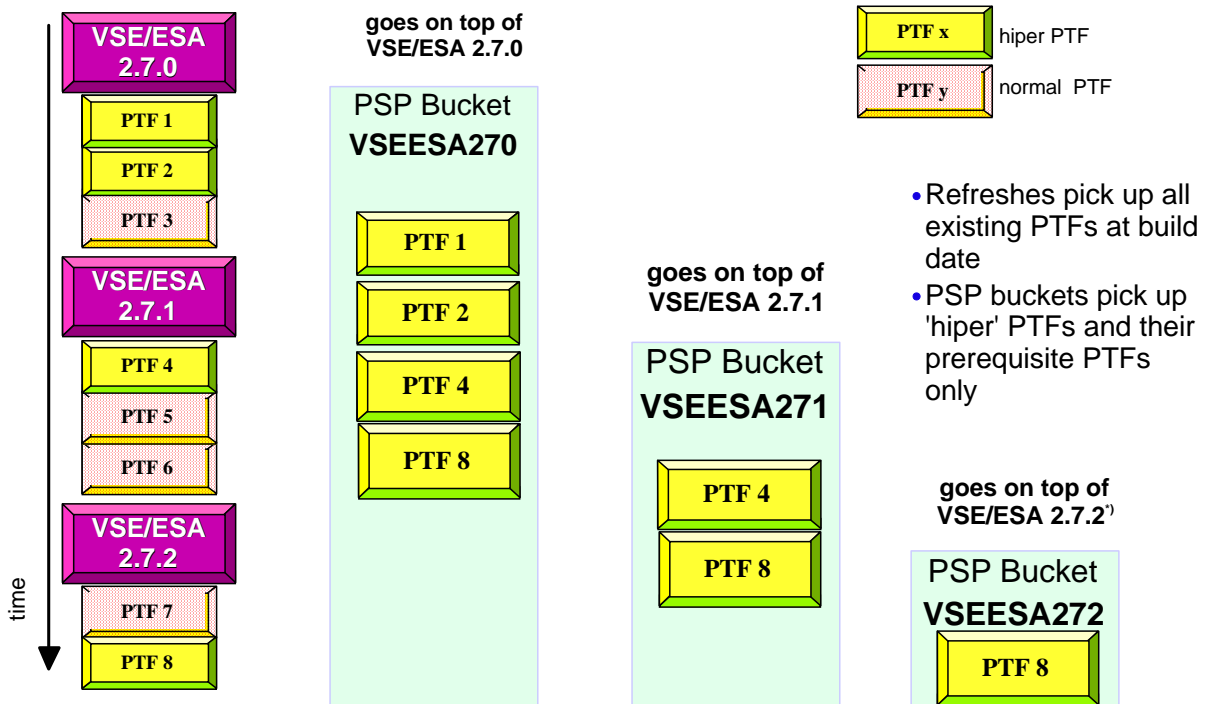 VSE/ESA
2.7.0
PTF 1
PTF 2
PTF 3
VSE/ESA
2.7.1
PTF 4
PTF 5
PTF 6
VSE/ESA
2.7.2
PTF 7
PTF 8
time
goes on top of
VSE/ESA 2.7.0
PSP Bucket
VSEESA270
PTF 1
PTF 2
PTF 4
PTF 8
goes on top of
VSE/ESA 2.7.1
PSP Bucket
VSEESA271
PTF 4
PTF 8
PTF x hiper PTF
PTF y normal PTF
•Refreshes pick up all
existing PTFs at build
date
•PSP buckets pick up
'hiper' PTFs and their
prerequisite PTFs
only
goes on top of
VSE/ESA 2.7.2*)
PSP Bucket
VSEESA272
PTF 8